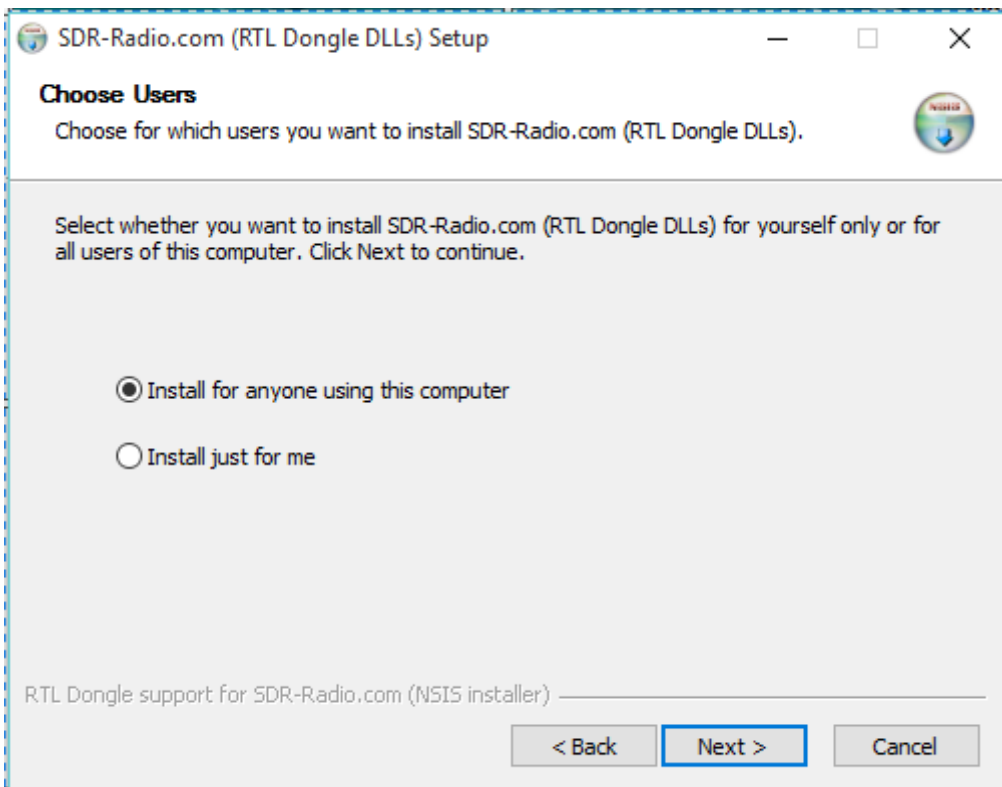 SDR-Radio.com (RTL Dongle DLLs) Setup
Choose Users
Choose for which users you want to install SDR-Radio.com (RTL Dongle DLLs).
NSIS
Select whether you want to install SDR-Radio.com (RTL Dongle DLLs) for yourself only or for
all users of this computer. Click Next to continue.
Install for anyone using this computer
Install just for me
RTL Dongle support for SDR-Radio.com (NSIS installer)
< Back Next > Cancel